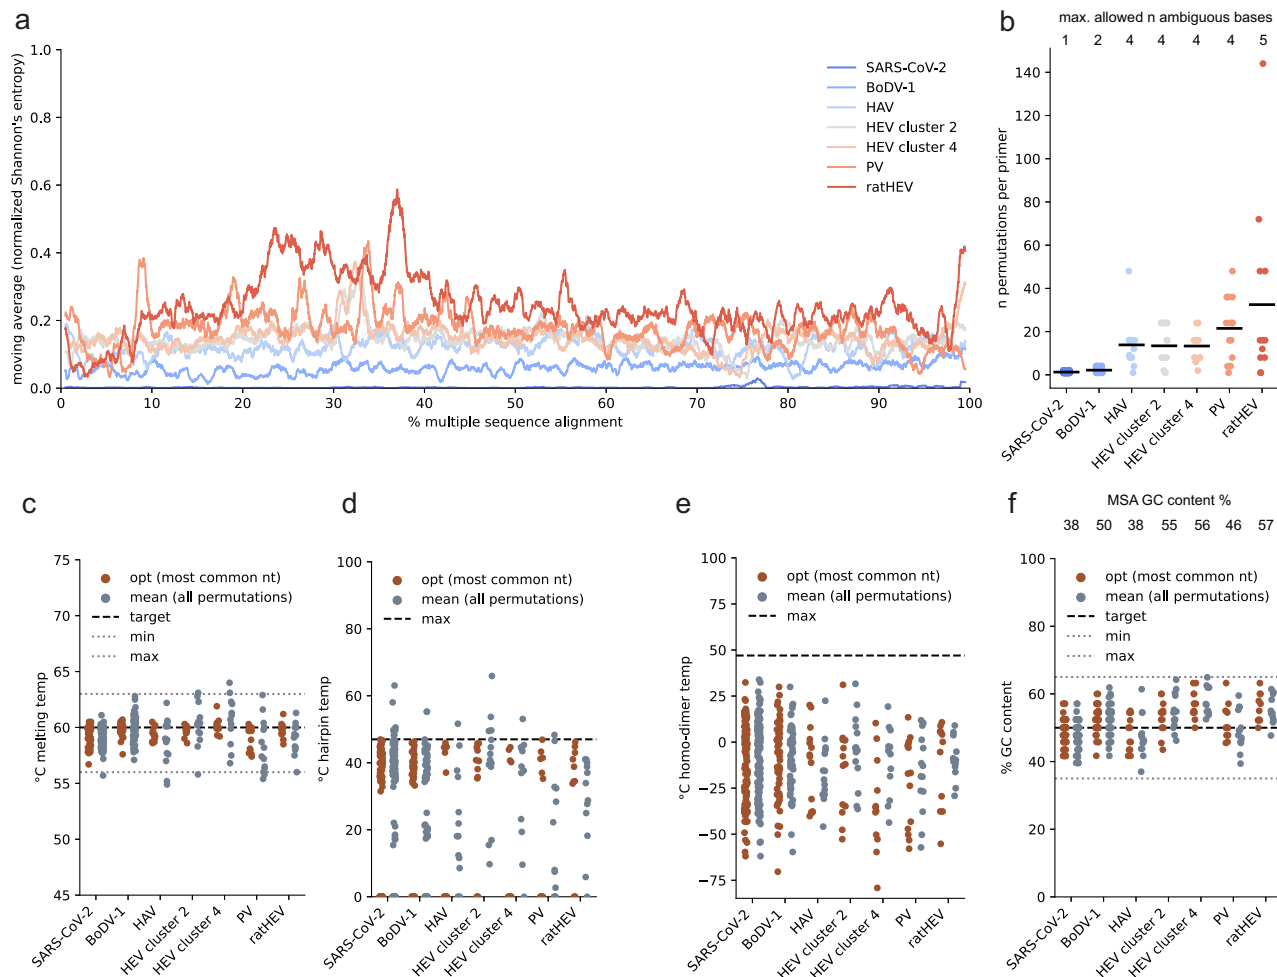 a
moving average (normalized Shannon's entropy)
1.0
0.8
0.6
0.4
0.2
0.0
0
10
20
30
40
50
60
70
80
90
100
% multiple sequence alignment
SARS-CoV-2
BoDV-1
HAV
HEV cluster 2
HEV cluster 4
PV
ratHEV
b
max. allowed n ambiguous bases
1 2 4 4 4 4 5
n permutations per primer
140
120
100
80
60
40
20
0
SARS-CoV-2
BoDV-1
HAV
HEV cluster 2
HEV cluster 4
PV
ratHEV
c
°C melting temp
75
70
65
60
55
50
45
opt (most common nt)
mean (all permutations)
target
min
max
SARS-CoV-2
BoDV-1
HAV
HEV cluster 2
HEV cluster 4
PV
ratHEV
d
°C hairpin temp
100
80
60
40
20
0
opt (most common nt)
mean (all permutations)
max
SARS-CoV-2
BoDV-1
HAV
HEV cluster 2
HEV cluster 4
PV
ratHEV
e
°C homo-dimer temp
100
75
50
25
0
−25
−50
−75
opt (most common nt)
mean (all permutations)
max
SARS-CoV-2
BoDV-1
HAV
HEV cluster 2
HEV cluster 4
PV
ratHEV
f
MSA GC content %
38 50 38 55 56 46 57
% GC content
100
80
60
40
20
0
opt (most common nt)
mean (all permutations)
target
min
max
SARS-CoV-2
BoDV-1
HAV
HEV cluster 2
HEV cluster 4
PV
ratHEV